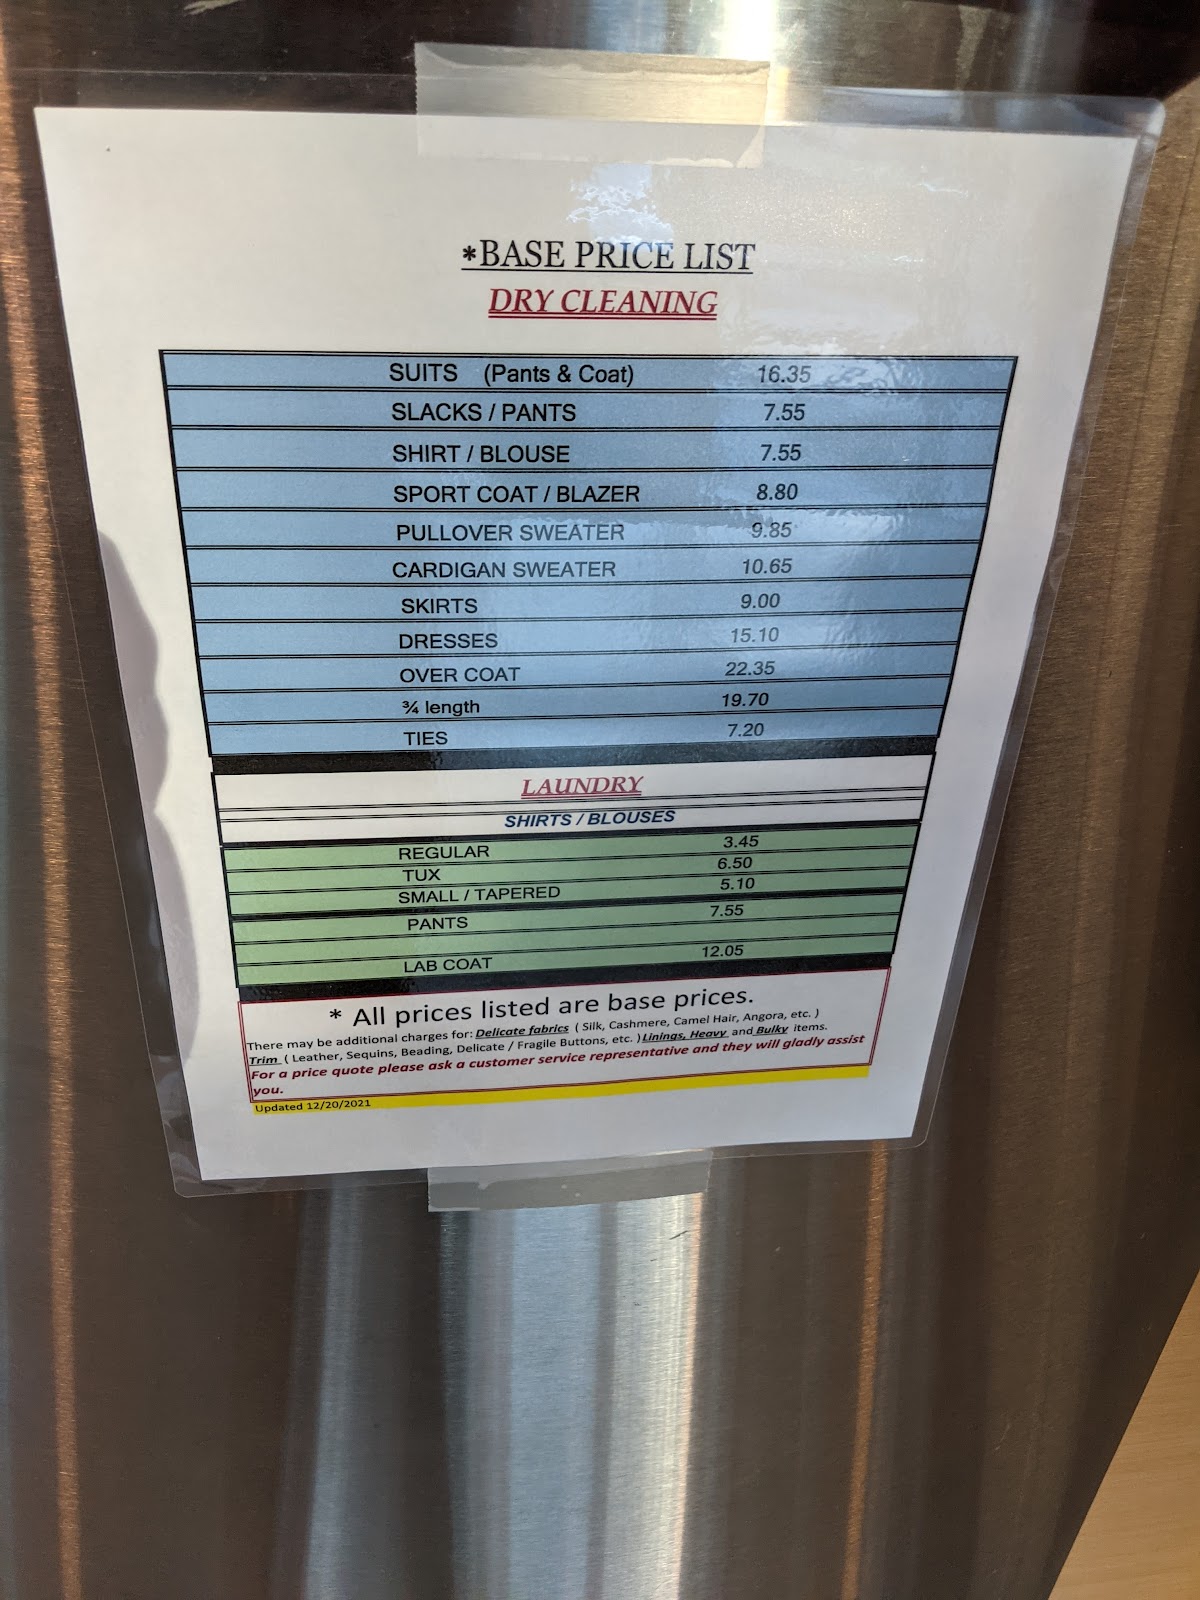 *BASE PRICE LIST
DRY CLEANING
SUITS (Pants & Coat) 16.35
SLACKS / PANTS 7.55
SHIRT / BLOUSE 7.55
SPORT COAT / BLAZER 8.80
PULLOVER SWEATER 9.85
CARDIGAN SWEATER 10.65
SKIRTS 9.00
DRESSES 15.10
OVER COAT 22.35
¾ length 19.70
TIES 7.20
LAUNDRY
SHIRTS / BLOUSES
REGULAR 3.45
TUX 6.50
SMALL / TAPERED 5.10
PANTS 7.55
LAB COAT 12.05
* All prices listed are base prices.
There may be additional charges for: Delicate fabrics ( Silk, Cashmere, Camel Hair, Angora, etc. )
Trim ( Leather, Sequins, Beading, Delicate / Fragile Buttons, etc. ) Linings, Heavy and Bulky items.
For a price quote please ask a customer service representative and they will gladly assist
you.
Updated 12/20/2021